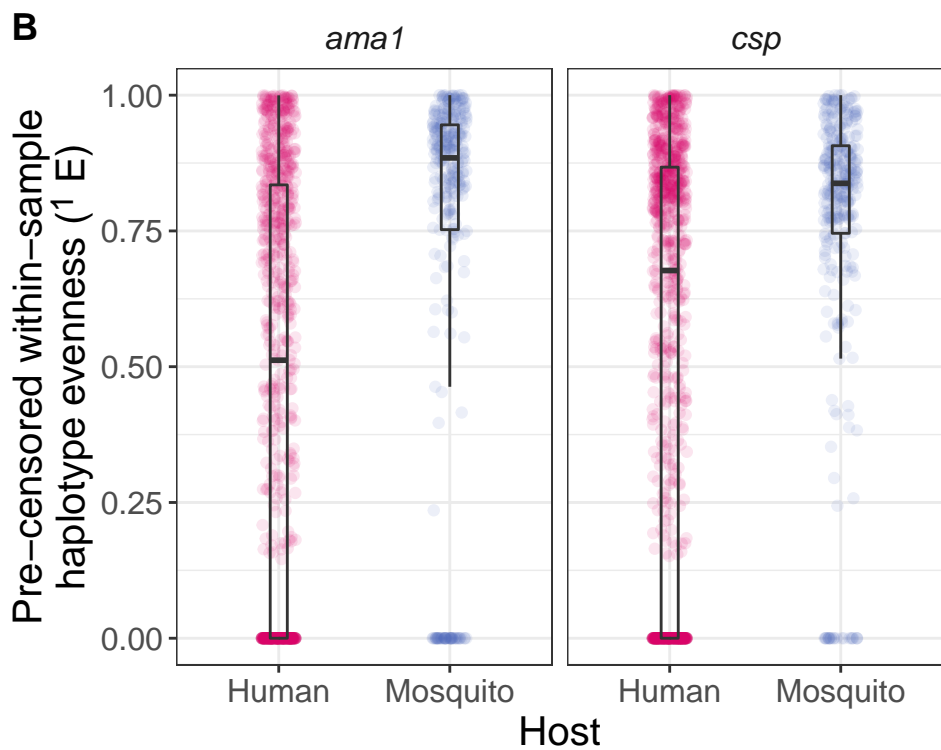 B
ama1
csp
Pre−censored within−sample
haplotype evenness (¹ E)
1.00
0.75
0.50
0.25
0.00
Human
Mosquito
Human
Mosquito
Host